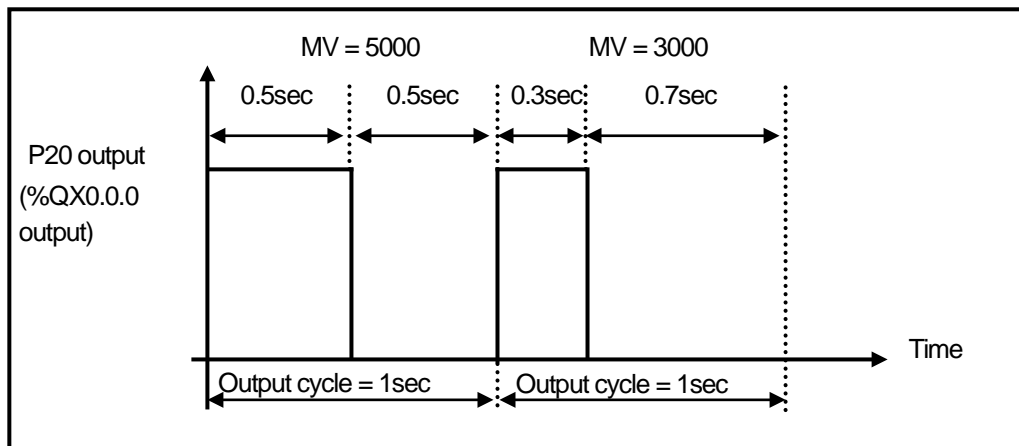 MV = 5000
MV = 3000
0.5sec
0.5sec
0.3sec
0.7sec
P20 output
(%QX0.0.0
output)
Time
Output cycle = 1sec
Output cycle = 1sec